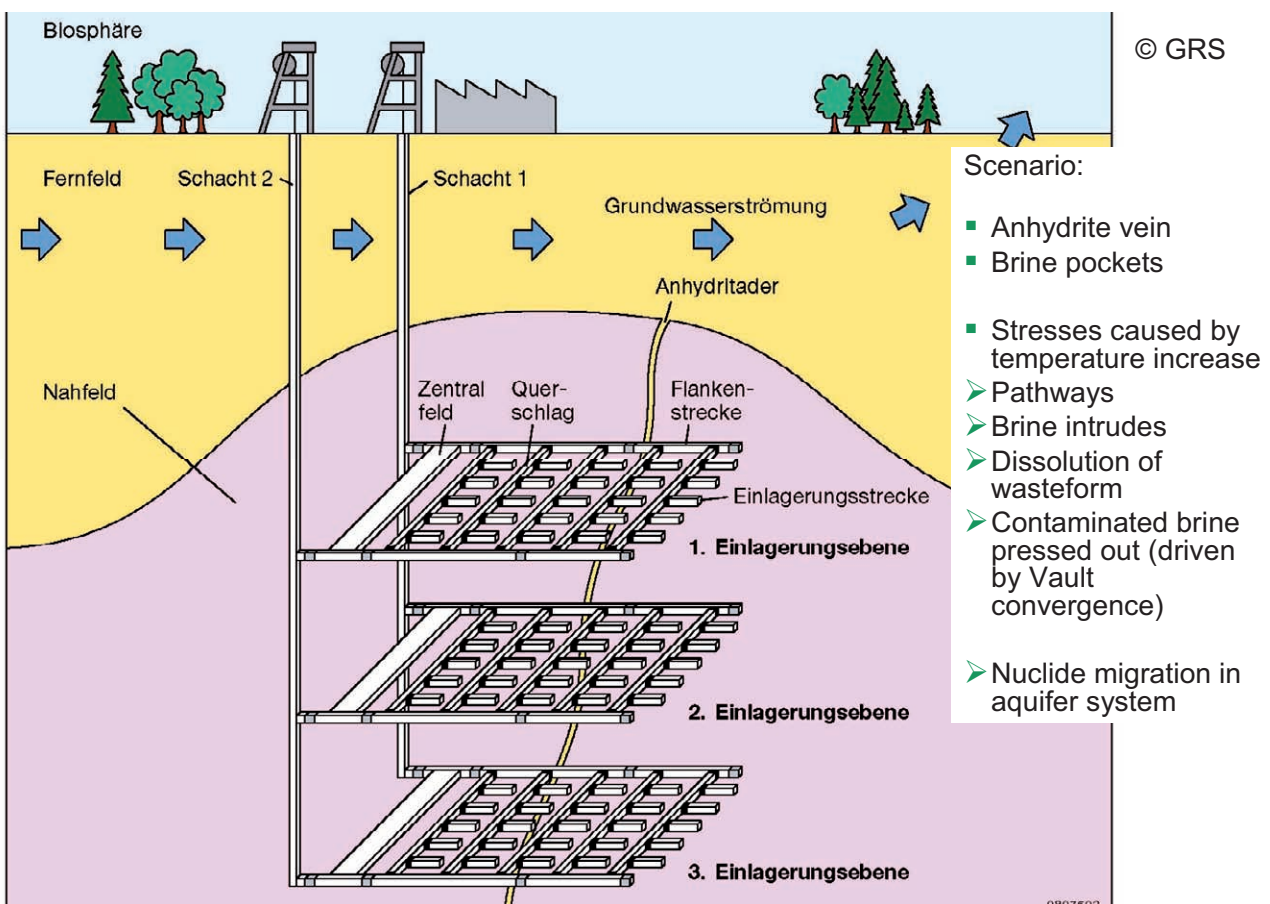 Biosphäre
© GRS
Fernfeld
Schacht 2
Schacht 1
Grundwasserströmung
Anhydritader
Nahfeld
Zentral
feld
Quer-
schlag
Flanken-
strecke
Einlagerungsstrecke
1. Einlagerungsebene
2. Einlagerungsebene
3. Einlagerungsebene
Scenario:
▪ Anhydrite vein
▪ Brine pockets
▪ Stresses caused by
temperature increase
➢ Pathways
➢ Brine intrudes
➢ Dissolution of
wasteform
➢ Contaminated brine
pressed out (driven
by Vault
convergence)
➢ Nuclide migration in
aquifer system